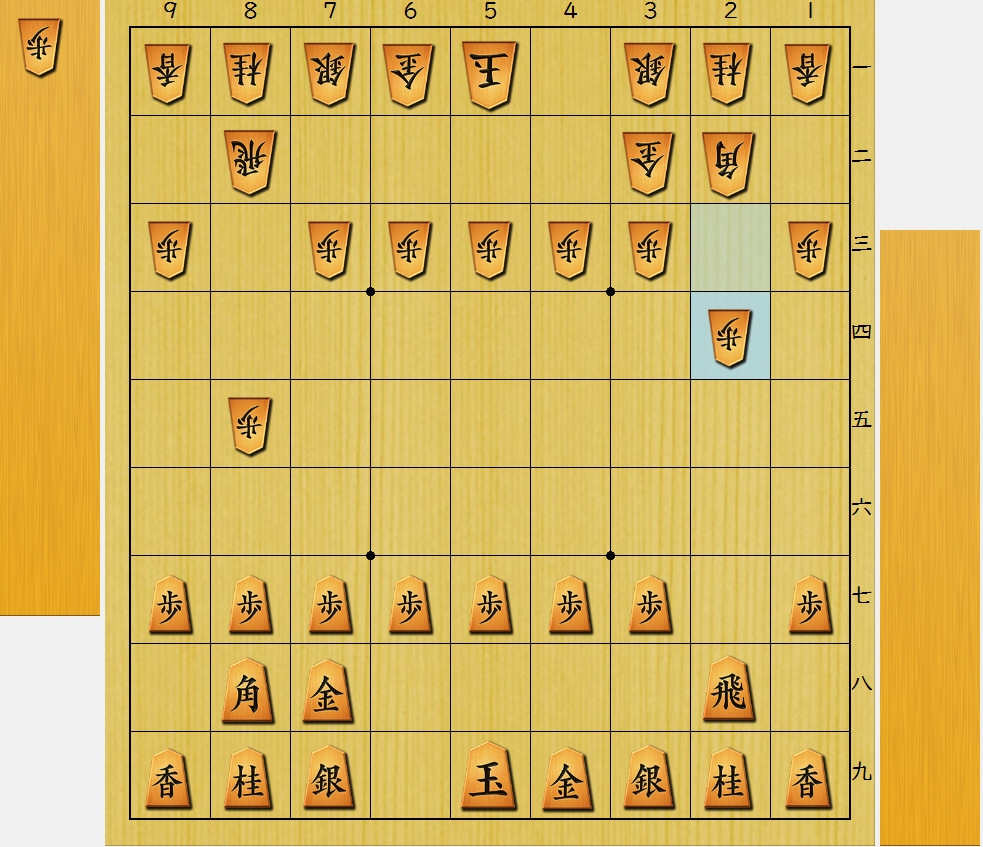 歩
9 8 7 6 5 4 3 2 1
香 桂 銀 金 玉 銀 桂 香 一
飛 金 角 二
歩 歩 歩 歩 歩 歩 歩 三
歩 四
歩 五
六
歩 歩 歩 歩 歩 歩 歩 歩 七
角 金 飛 八
香 桂 銀 玉 金 銀 桂 香 九